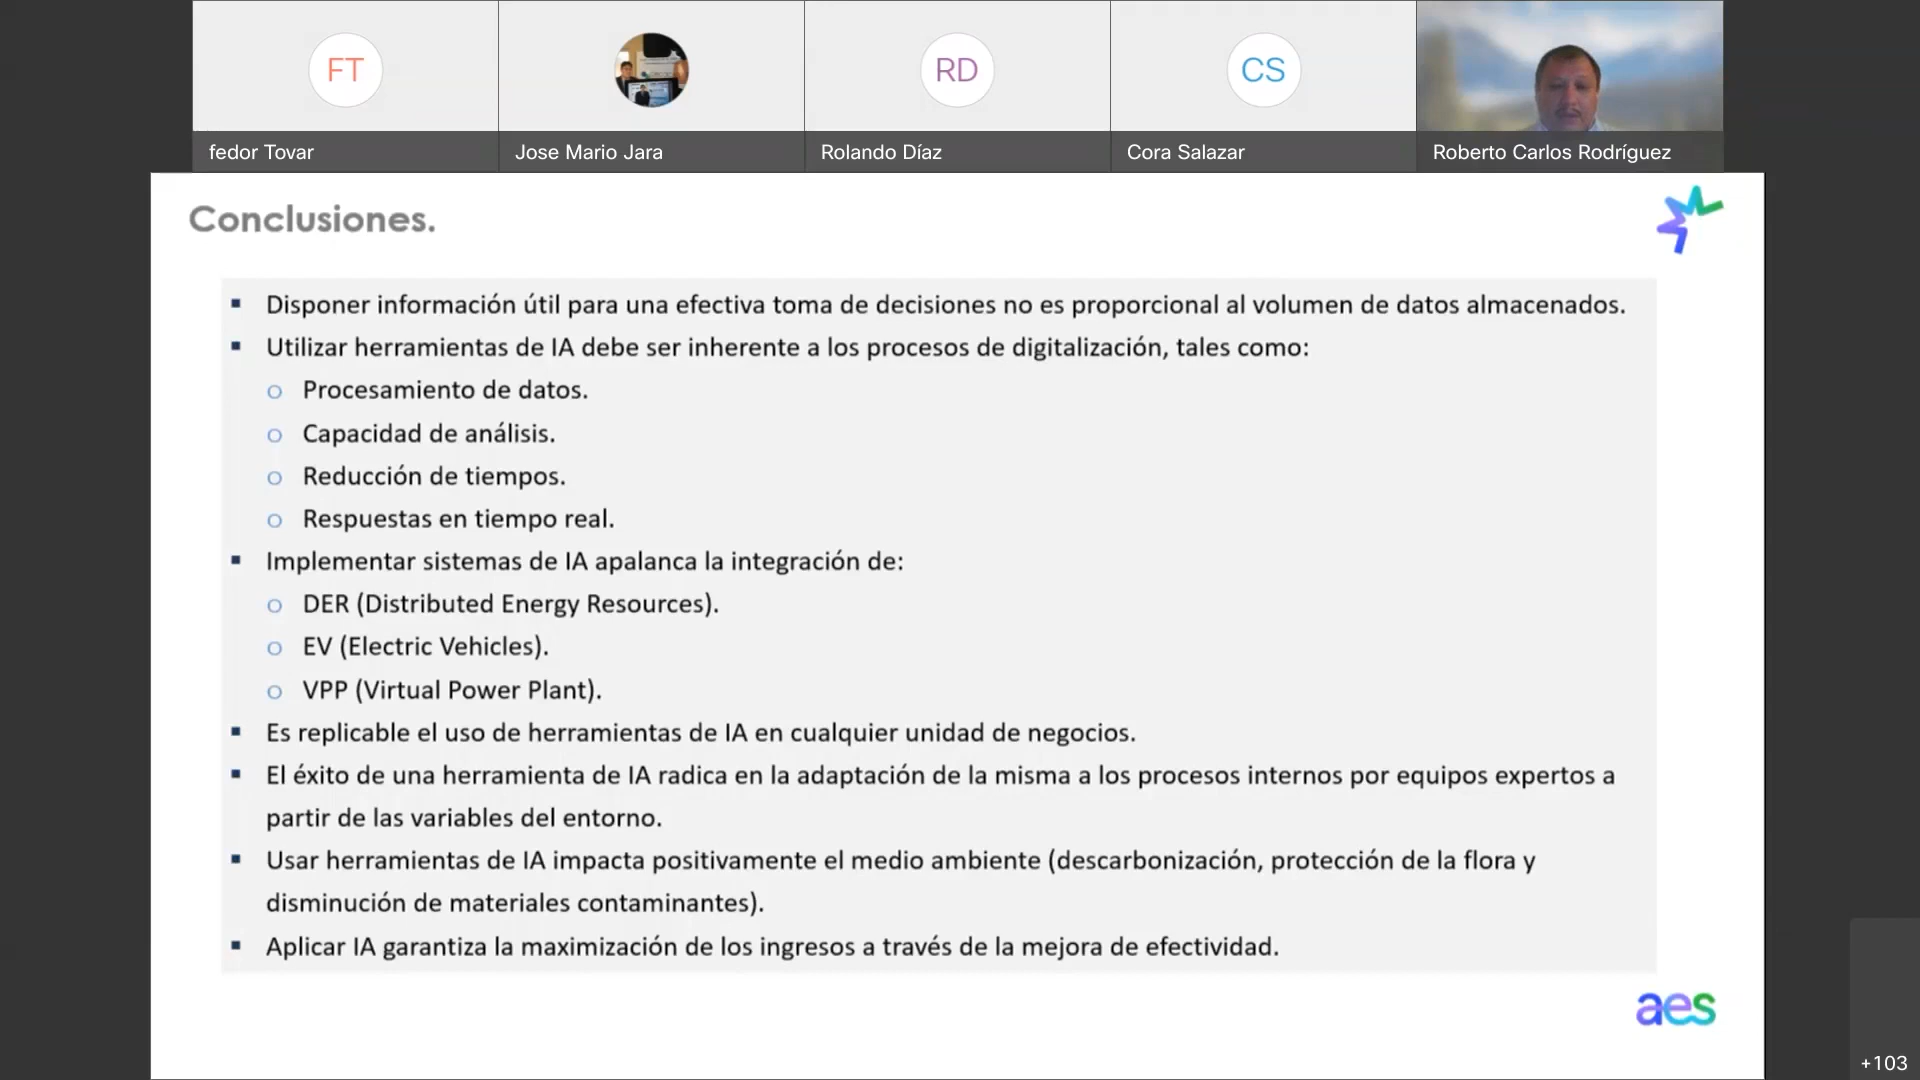 FT
RD
CS
fedor Tovar
Jose Mario Jara
Rolando Díaz
Cora Salazar
Roberto Carlos Rodríguez
Conclusiones.
▪ Disponer información útil para una efectiva toma de decisiones no es proporcional al volumen de datos almacenados.
▪ Utilizar herramientas de IA debe ser inherente a los procesos de digitalización, tales como:
o Procesamiento de datos.
o Capacidad de análisis.
o Reducción de tiempos.
o Respuestas en tiempo real.
▪ Implementar sistemas de IA apalanca la integración de:
o DER (Distributed Energy Resources).
o EV (Electric Vehicles).
o VPP (Virtual Power Plant).
▪ Es replicable el uso de herramientas de IA en cualquier unidad de negocios.
▪ El éxito de una herramienta de IA radica en la adaptación de la misma a los procesos internos por equipos expertos a
partir de las variables del entorno.
▪ Usar herramientas de IA impacta positivamente el medio ambiente (descarbonización, protección de la flora y
disminución de materiales contaminantes).
▪ Aplicar IA garantiza la maximización de los ingresos a través de la mejora de efectividad.
aes
+103